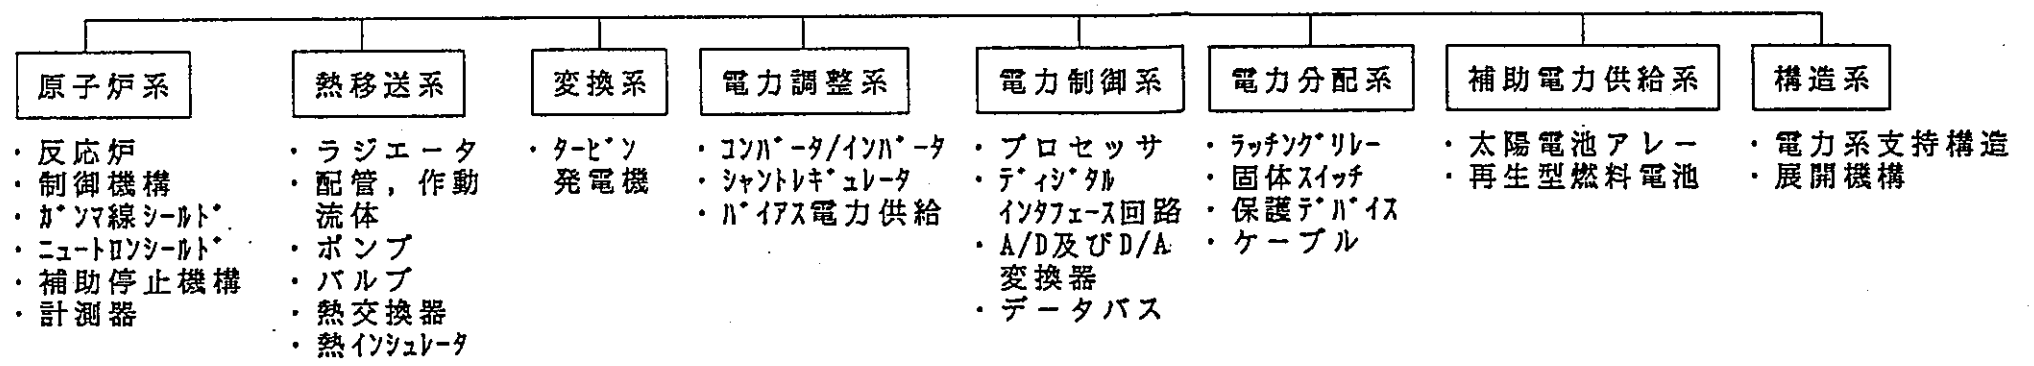 原子炉系
・反応炉
・制御機構
・ガンマ線シールド
・ニュートロンシールド
・補助停止機構
・計測器
熱移送系
・ラジエータ
・配管，作動
流体
・ポンプ
・バルブ
・熱交換器
・熱インシュレータ
変換系
・タービン
発電機
電力調整系
・コンバータ/インバータ
・シャントレギュレータ
・バイアス電力供給
電力制御系
・プロセッサ
・ディジタル
インタフェース回路
・A/D及びD/A
変換器
・データバス
電力分配系
・ラッチングリレー
・固体スイッチ
・保護デバイス
・ケーブル
補助電力供給系
・太陽電池アレー
・再生型燃料電池
構造系
・電力系支持構造
・展開機構